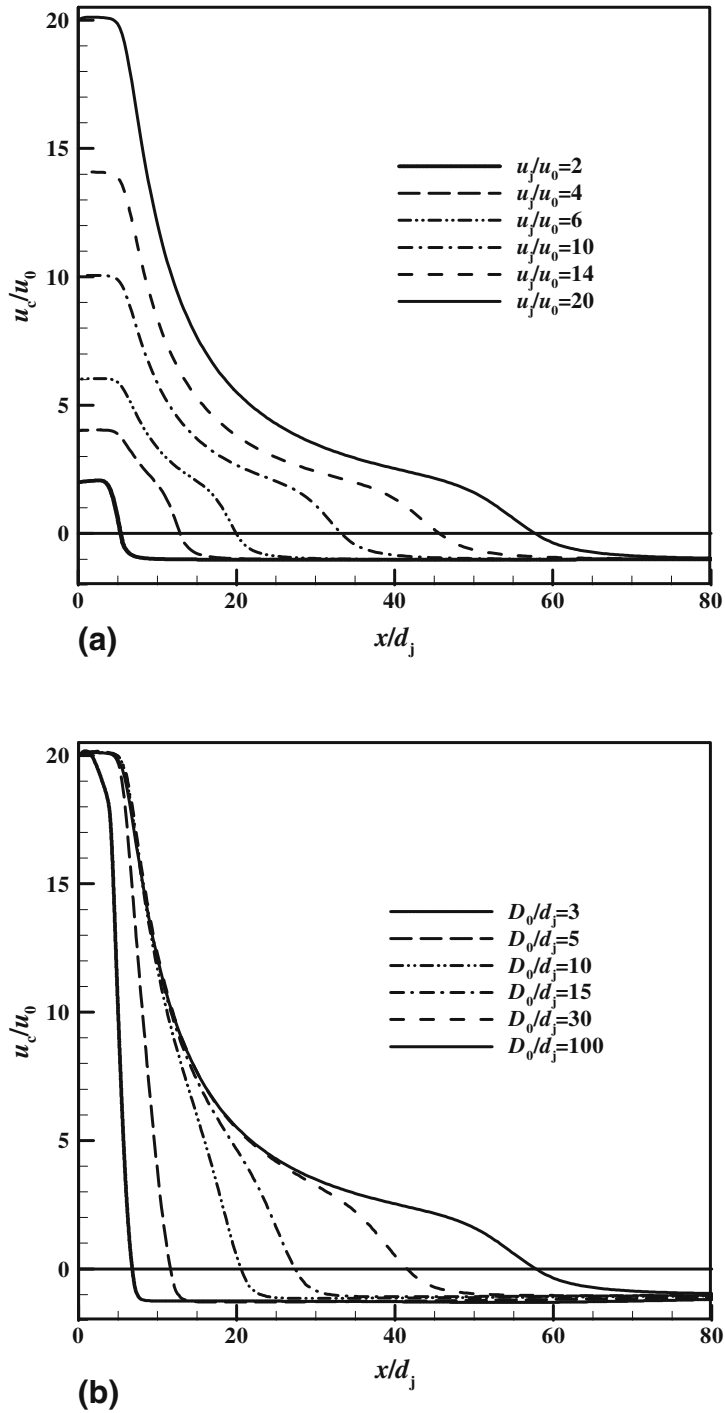 20
15
10
5
0
u_c/u_0
u_j/u_0=2
u_j/u_0=4
u_j/u_0=6
u_j/u_0=10
u_j/u_0=14
u_j/u_0=20
0
20
40
60
80
x/d_j
(a)
20
15
10
5
0
u_c/u_0
D_0/d_j=3
D_0/d_j=5
D_0/d_j=10
D_0/d_j=15
D_0/d_j=30
D_0/d_j=100
0
20
40
60
80
x/d_j
(b)